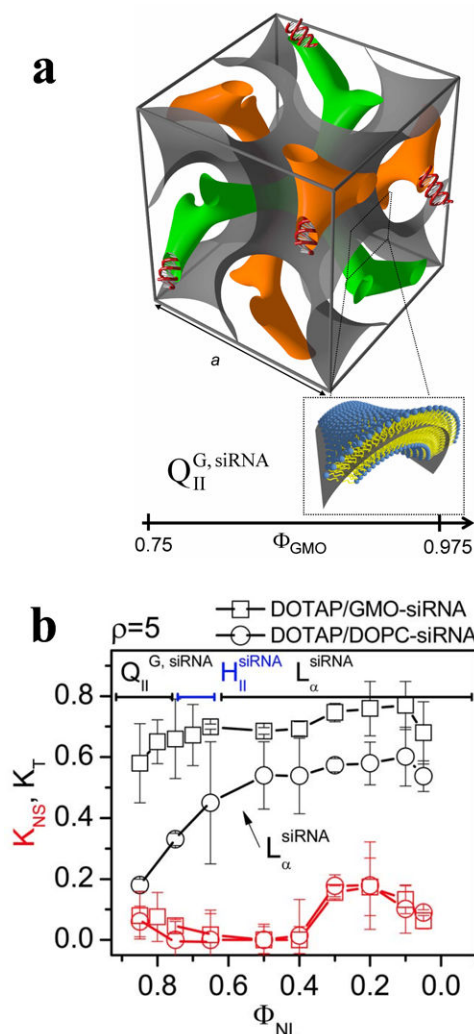 a
a
Q_II^G, siRNA
0.75 Φ_GMO 0.975
b
ρ=5
DOTAP/GMO-siRNA
DOTAP/DOPC-siRNA
Q_II^G, siRNA H_II^siRNA L_α^siRNA
K_NS, K_T
0.8
0.6
0.4
0.2
0.0
L_α^siRNA
0.8 0.6 0.4 0.2 0.0
Φ_NL